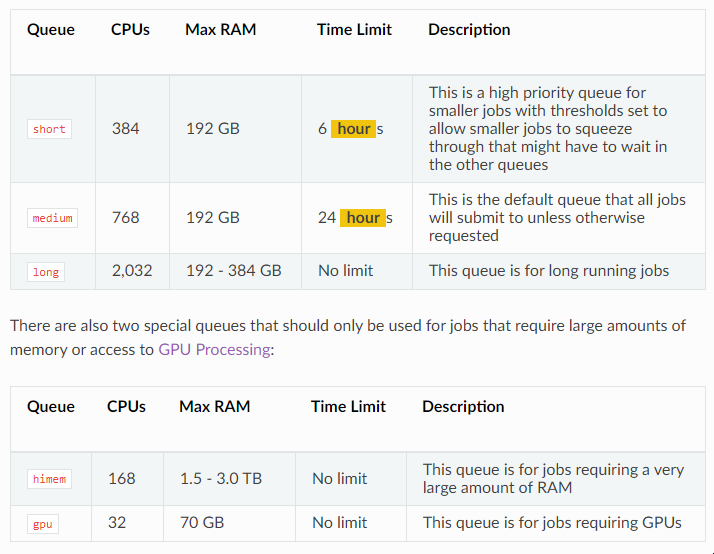 Queue CPUs Max RAM Time Limit Description
short 384 192 GB 6 hours This is a high priority queue for
smaller jobs with thresholds set to
allow smaller jobs to squeeze
through that might have to wait in
the other queues
medium 768 192 GB 24 hours This is the default queue that all jobs
will submit to unless otherwise
requested
long 2,032 192 - 384 GB No limit This queue is for long running jobs
There are also two special queues that should only be used for jobs that require large amounts of
memory or access to GPU Processing:
Queue CPUs Max RAM Time Limit Description
himem 168 1.5 - 3.0 TB No limit This queue is for jobs requiring a very
large amount of RAM
gpu 32 70 GB No limit This queue is for jobs requiring GPUs